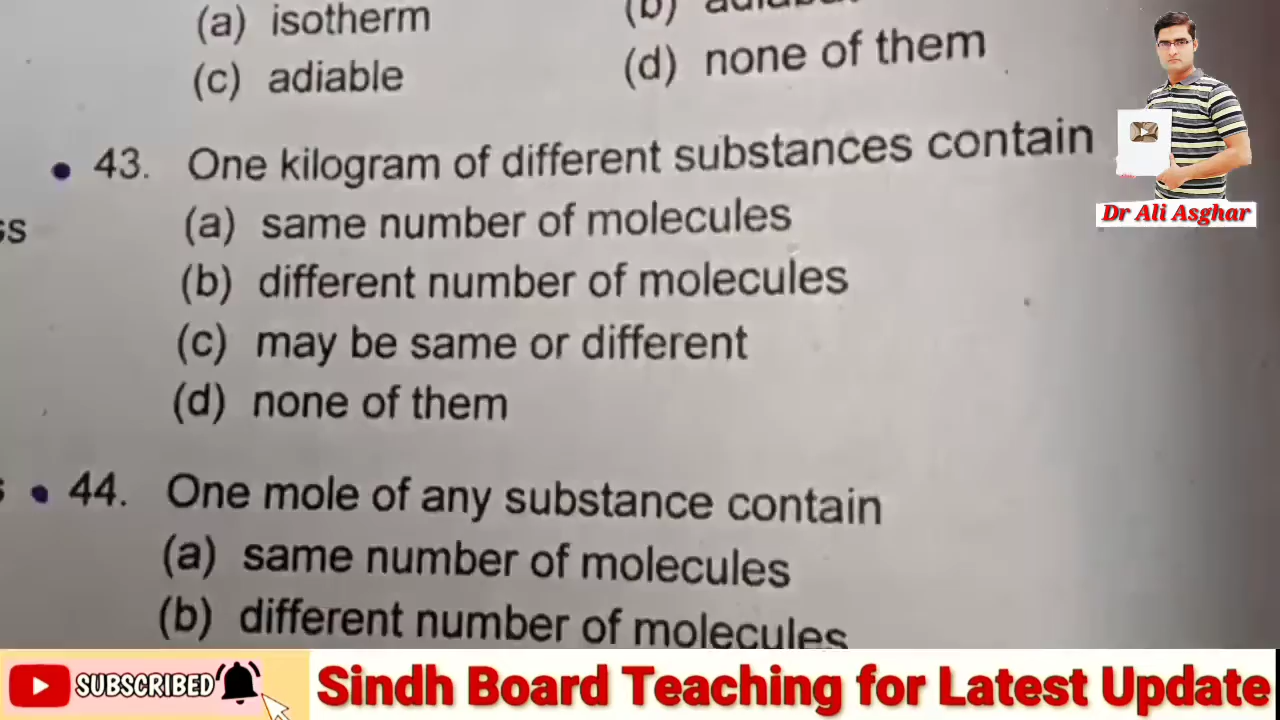 (a) isotherm
(b)
(c) adiable
(d) none of them
43. One kilogram of different substances contain
(a) same number of molecules
(b) different number of molecules
(c) may be same or different
(d) none of them
44. One mole of any substance contain
(a) same number of molecules
(b) different number of molecules
Dr Ali Asghar
SUBSCRIBED
Sindh Board Teaching for Latest Update